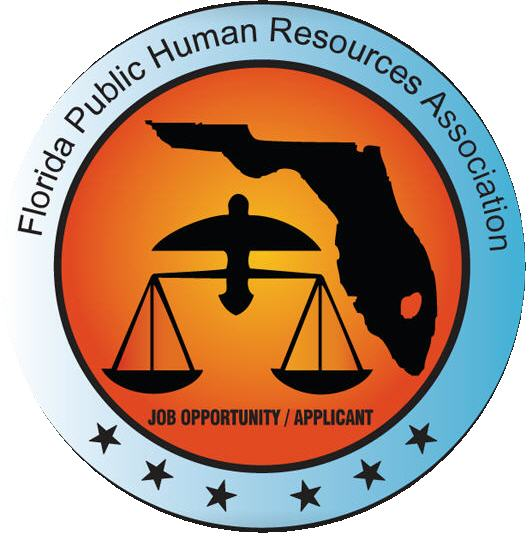 Florida Public Human Resources Association
JOB OPPORTUNITY / APPLICANT